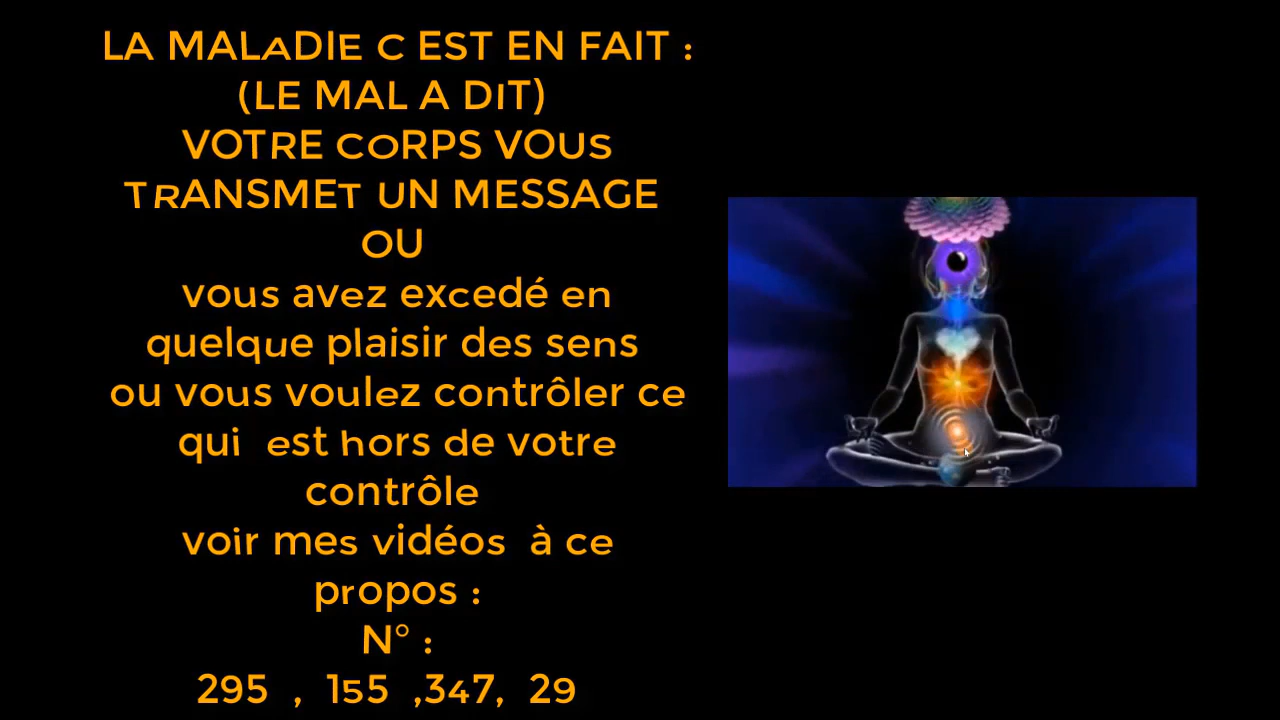 LA MALADIE C EST EN FAIT :
(LE MAL A DIT)
VOTRE CORPS VOUS
TRANSMET UN MESSAGE
OU
vous avez excedé en
quelque plaisir des sens
ou vous voulez contrôler ce
qui est hors de votre
contrôle
voir mes vidéos à ce
propos :
N° :
295 , 155 ,347, 29